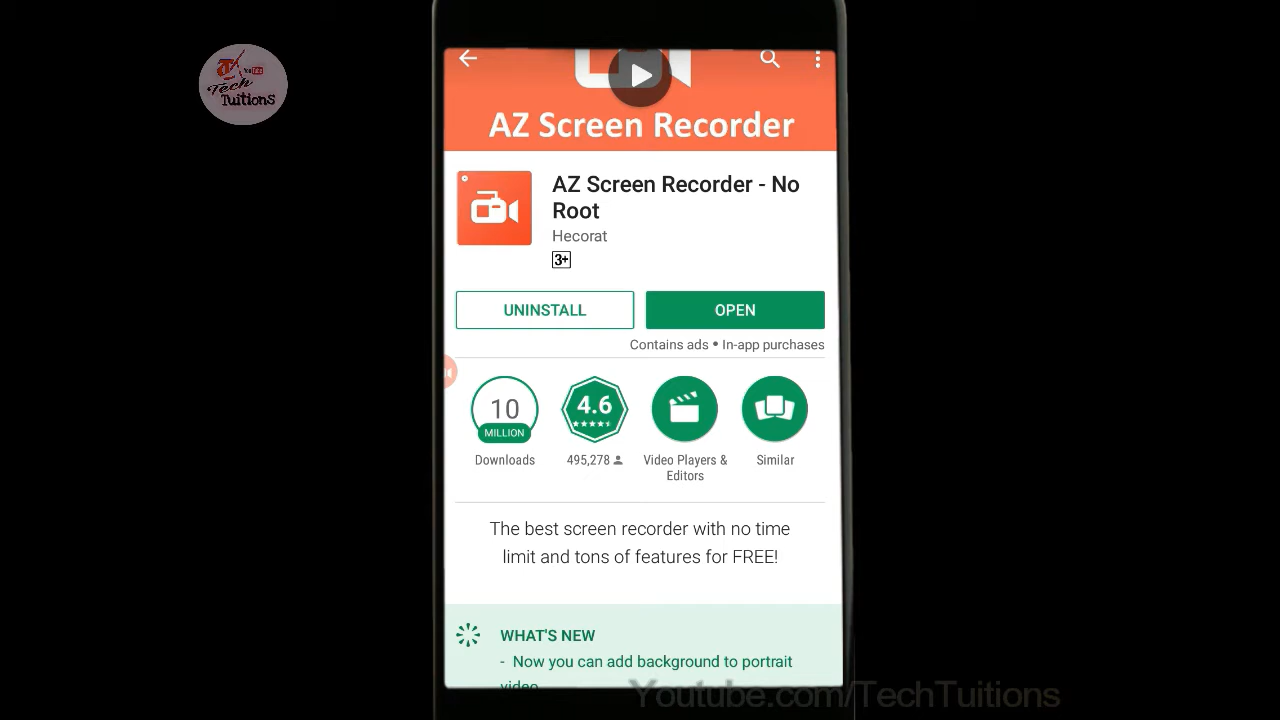 AZ Screen Recorder
YouTube
Tech
Tuitions
AZ Screen Recorder - No
Root
Hecorat
3+
UNINSTALL
OPEN
Contains ads • In-app purchases
10
MILLION
4.6
Downloads
495,278
Video Players &
Editors
Similar
The best screen recorder with no time
limit and tons of features for FREE!
WHAT'S NEW
- Now you can add background to portrait
video
Youtube.com/TechTuitions